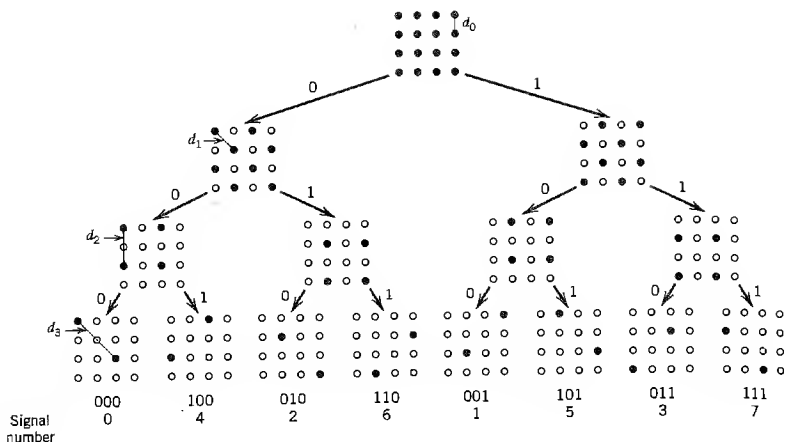 d₀
0 1
d₁
0 1 0 1
d₂
0 1 0 1 0 1 0 1
d₃
000 100 010 110 001 101 011 111
Signal number 0 4 2 6 1 5 3 7